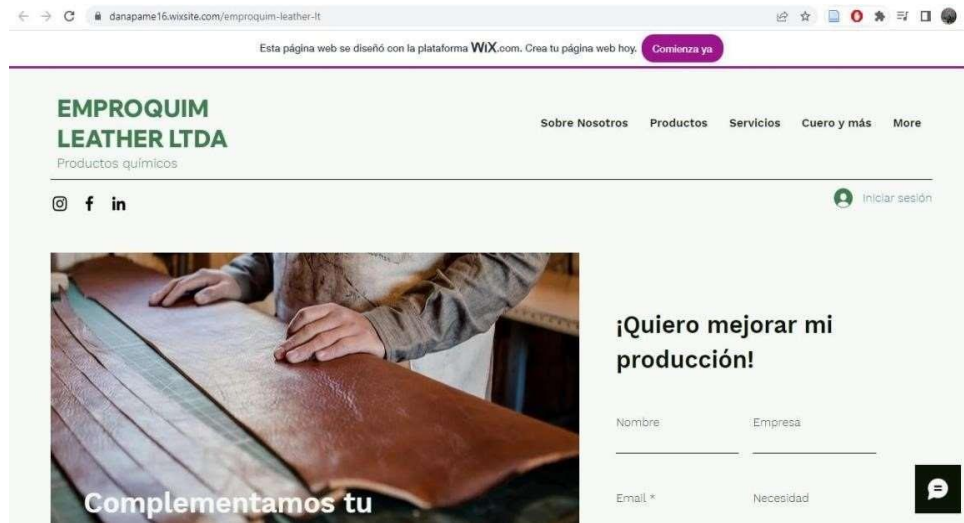 danapame16.wixsite.com/emproquim-leather-lt
Esta página web se diseñó con la plataforma WiX.com. Crea tu página web hoy. Comienza ya
EMPROQUIM
LEATHER LTDA
Productos químicos
Sobre Nosotros Productos Servicios Cuero y más More
Iniciar sesión
¡Quiero mejorar mi
producción!
Nombre Empresa
Email * Necesidad
Complementamos tu